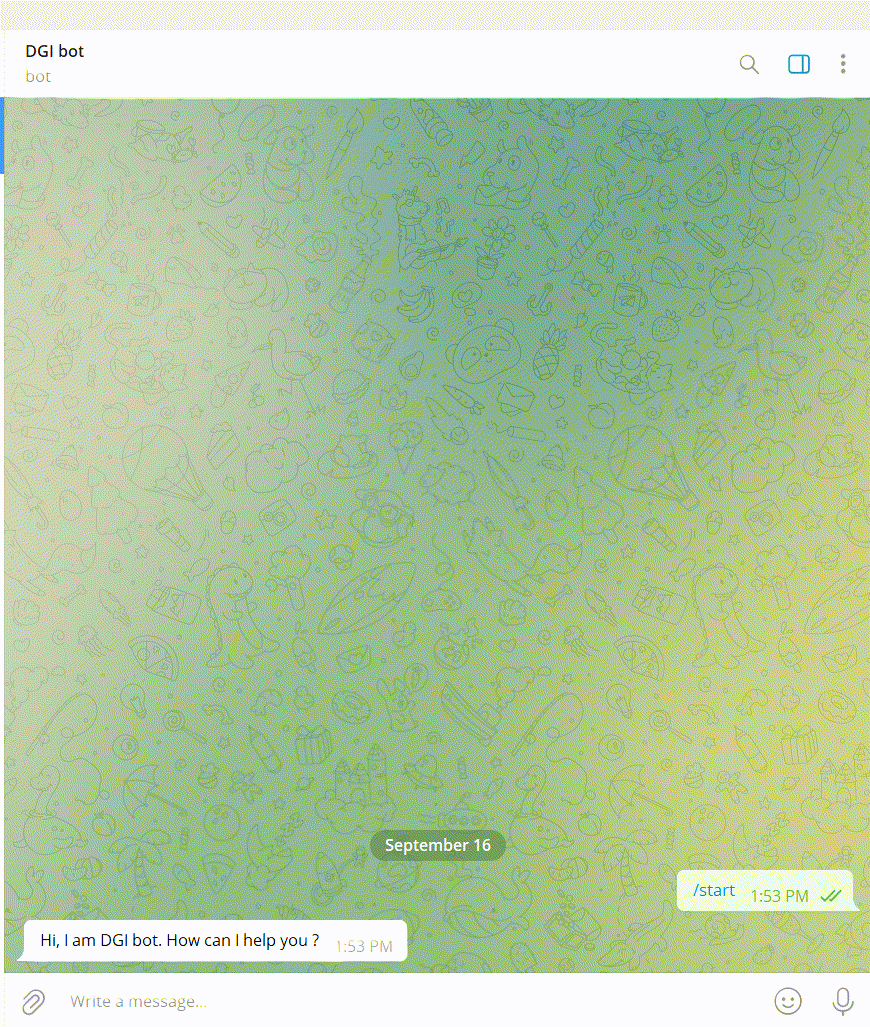 DGI bot
bot
September 16
/start 1:53 PM
Hi, I am DGI bot. How can I help you ? 1:53 PM
Write a message...